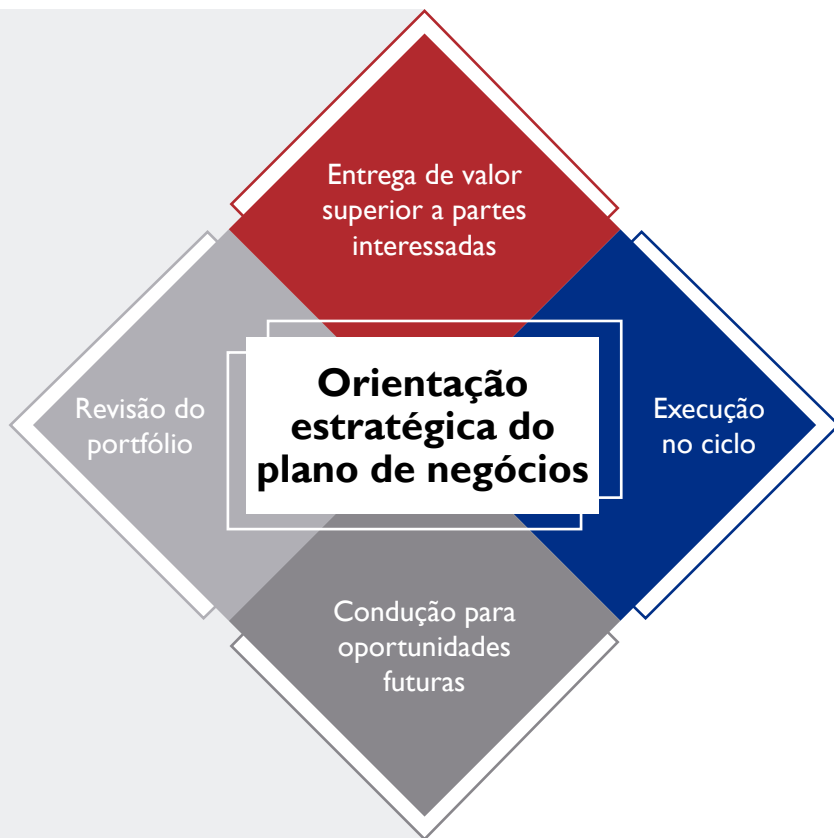 Entrega de valor
superior a partes
interessadas
Revisão do
portfólio
Orientação
estratégica do
plano de negócios
Execução
no ciclo
Condução para
oportunidades
futuras